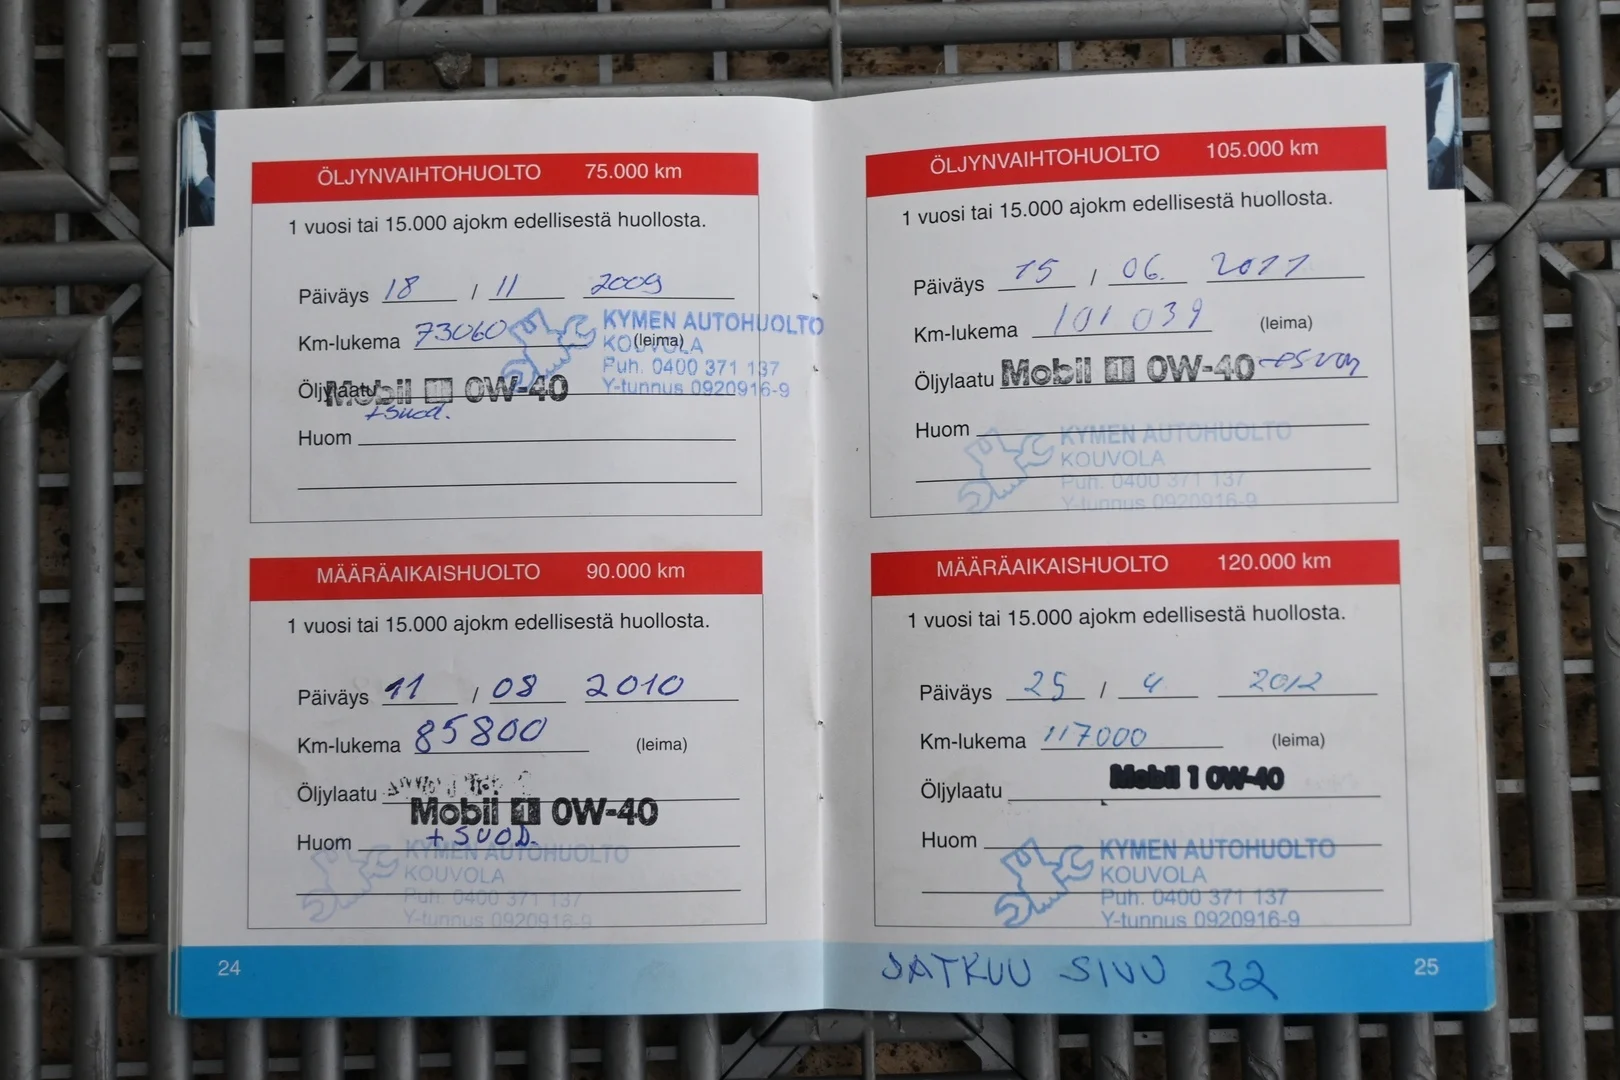 ÖLJYNVAIHTOHUOLTO 75.000 km
1 vuosi tai 15.000 ajokm edellisestä huollosta.
Päiväys 18 / 11 2009
Km-lukema 73060 (leima)
KYMEN AUTOHUOLTO
KOUVOLA
Puh. 0400 371 137
Y-tunnus 0920916-9
Öljylaatu Mobil 1 0W-40
+suod.
Huom
MÄÄRÄAIKAISHUOLTO 90.000 km
1 vuosi tai 15.000 ajokm edellisestä huollosta.
Päiväys 11 / 08 2010
Km-lukema 85800 (leima)
Öljylaatu
Mobil 1 0W-40
Huom + SUOD.
KYMEN AUTOHUOLTO
KOUVOLA
Puh. 0400 371 137
Y-tunnus 0920916-9
24
ÖLJYNVAIHTOHUOLTO 105.000 km
1 vuosi tai 15.000 ajokm edellisestä huollosta.
Päiväys 15 / 06. 2011
Km-lukema 101 039 (leima)
Öljylaatu Mobil 1 0W-40
Huom
KYMEN AUTOHUOLTO
KOUVOLA
Puh. 0400 371 137
Y-tunnus 0920916-9
MÄÄRÄAIKAISHUOLTO 120.000 km
1 vuosi tai 15.000 ajokm edellisestä huollosta.
Päiväys 25 / 4 2012
Km-lukema 117000 (leima)
Öljylaatu Mobil 1 0W-40
Huom
KYMEN AUTOHUOLTO
KOUVOLA
Puh. 0400 371 137
Y-tunnus 0920916-9
JATKUU SIVU 32
25